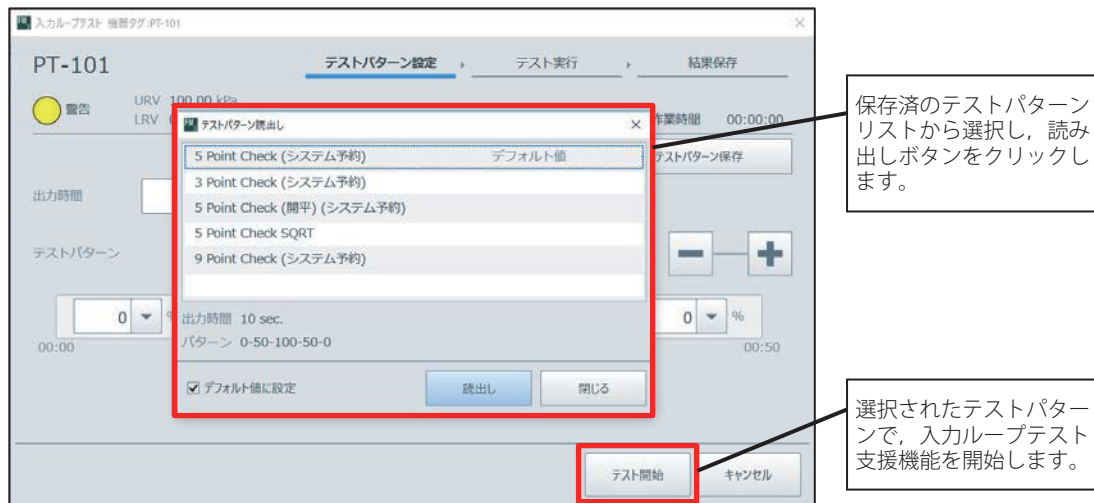 入力ループテスト 機器タグ:PT-101
PT-101
テストパターン設定
テスト実行
結果保存
警告
URV 100.00 kPa
LRV
作業時間 00:00:00
テストパターン保存
出力時間
テストパターン
0
0 %
00:00
00:50
テストパターン読出し
5 Point Check (システム予約) デフォルト値
3 Point Check (システム予約)
5 Point Check (開平) (システム予約)
5 Point Check SQRT
9 Point Check (システム予約)
出力時間 10 sec.
パターン 0-50-100-50-0
デフォルト値に設定
読出し
閉じる
テスト開始
キャンセル
保存済のテストパターン
リストから選択し，読み
出しボタンをクリックし
ます。
選択されたテストパター
ンで，入力ループテスト
支援機能を開始します。